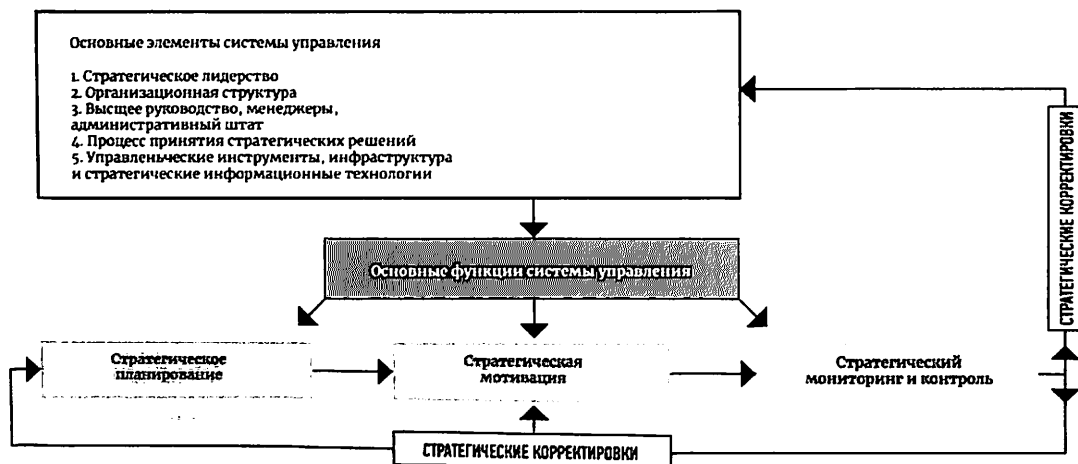 Основные элементы системы управления
1. Стратегическое лидерство
2. Организационная структура
3. Высщее руководство, менеджеры,
административный штат
4. Процесс принятия стратегических решений
5. Управленьческие инструменты, инфраструктура
и стратегические информационные технологии
Основные функции системы управления
Стратегическое
планирование
Стратегическая
мотивация
Стратегический
мониторинг и контроль
СТРАТЕГИЧЕСКИЕ КОРРЕКТИРОВКИ
СТРАТЕГИЧЕСКИЕ КОРРЕКТИРОВКИ